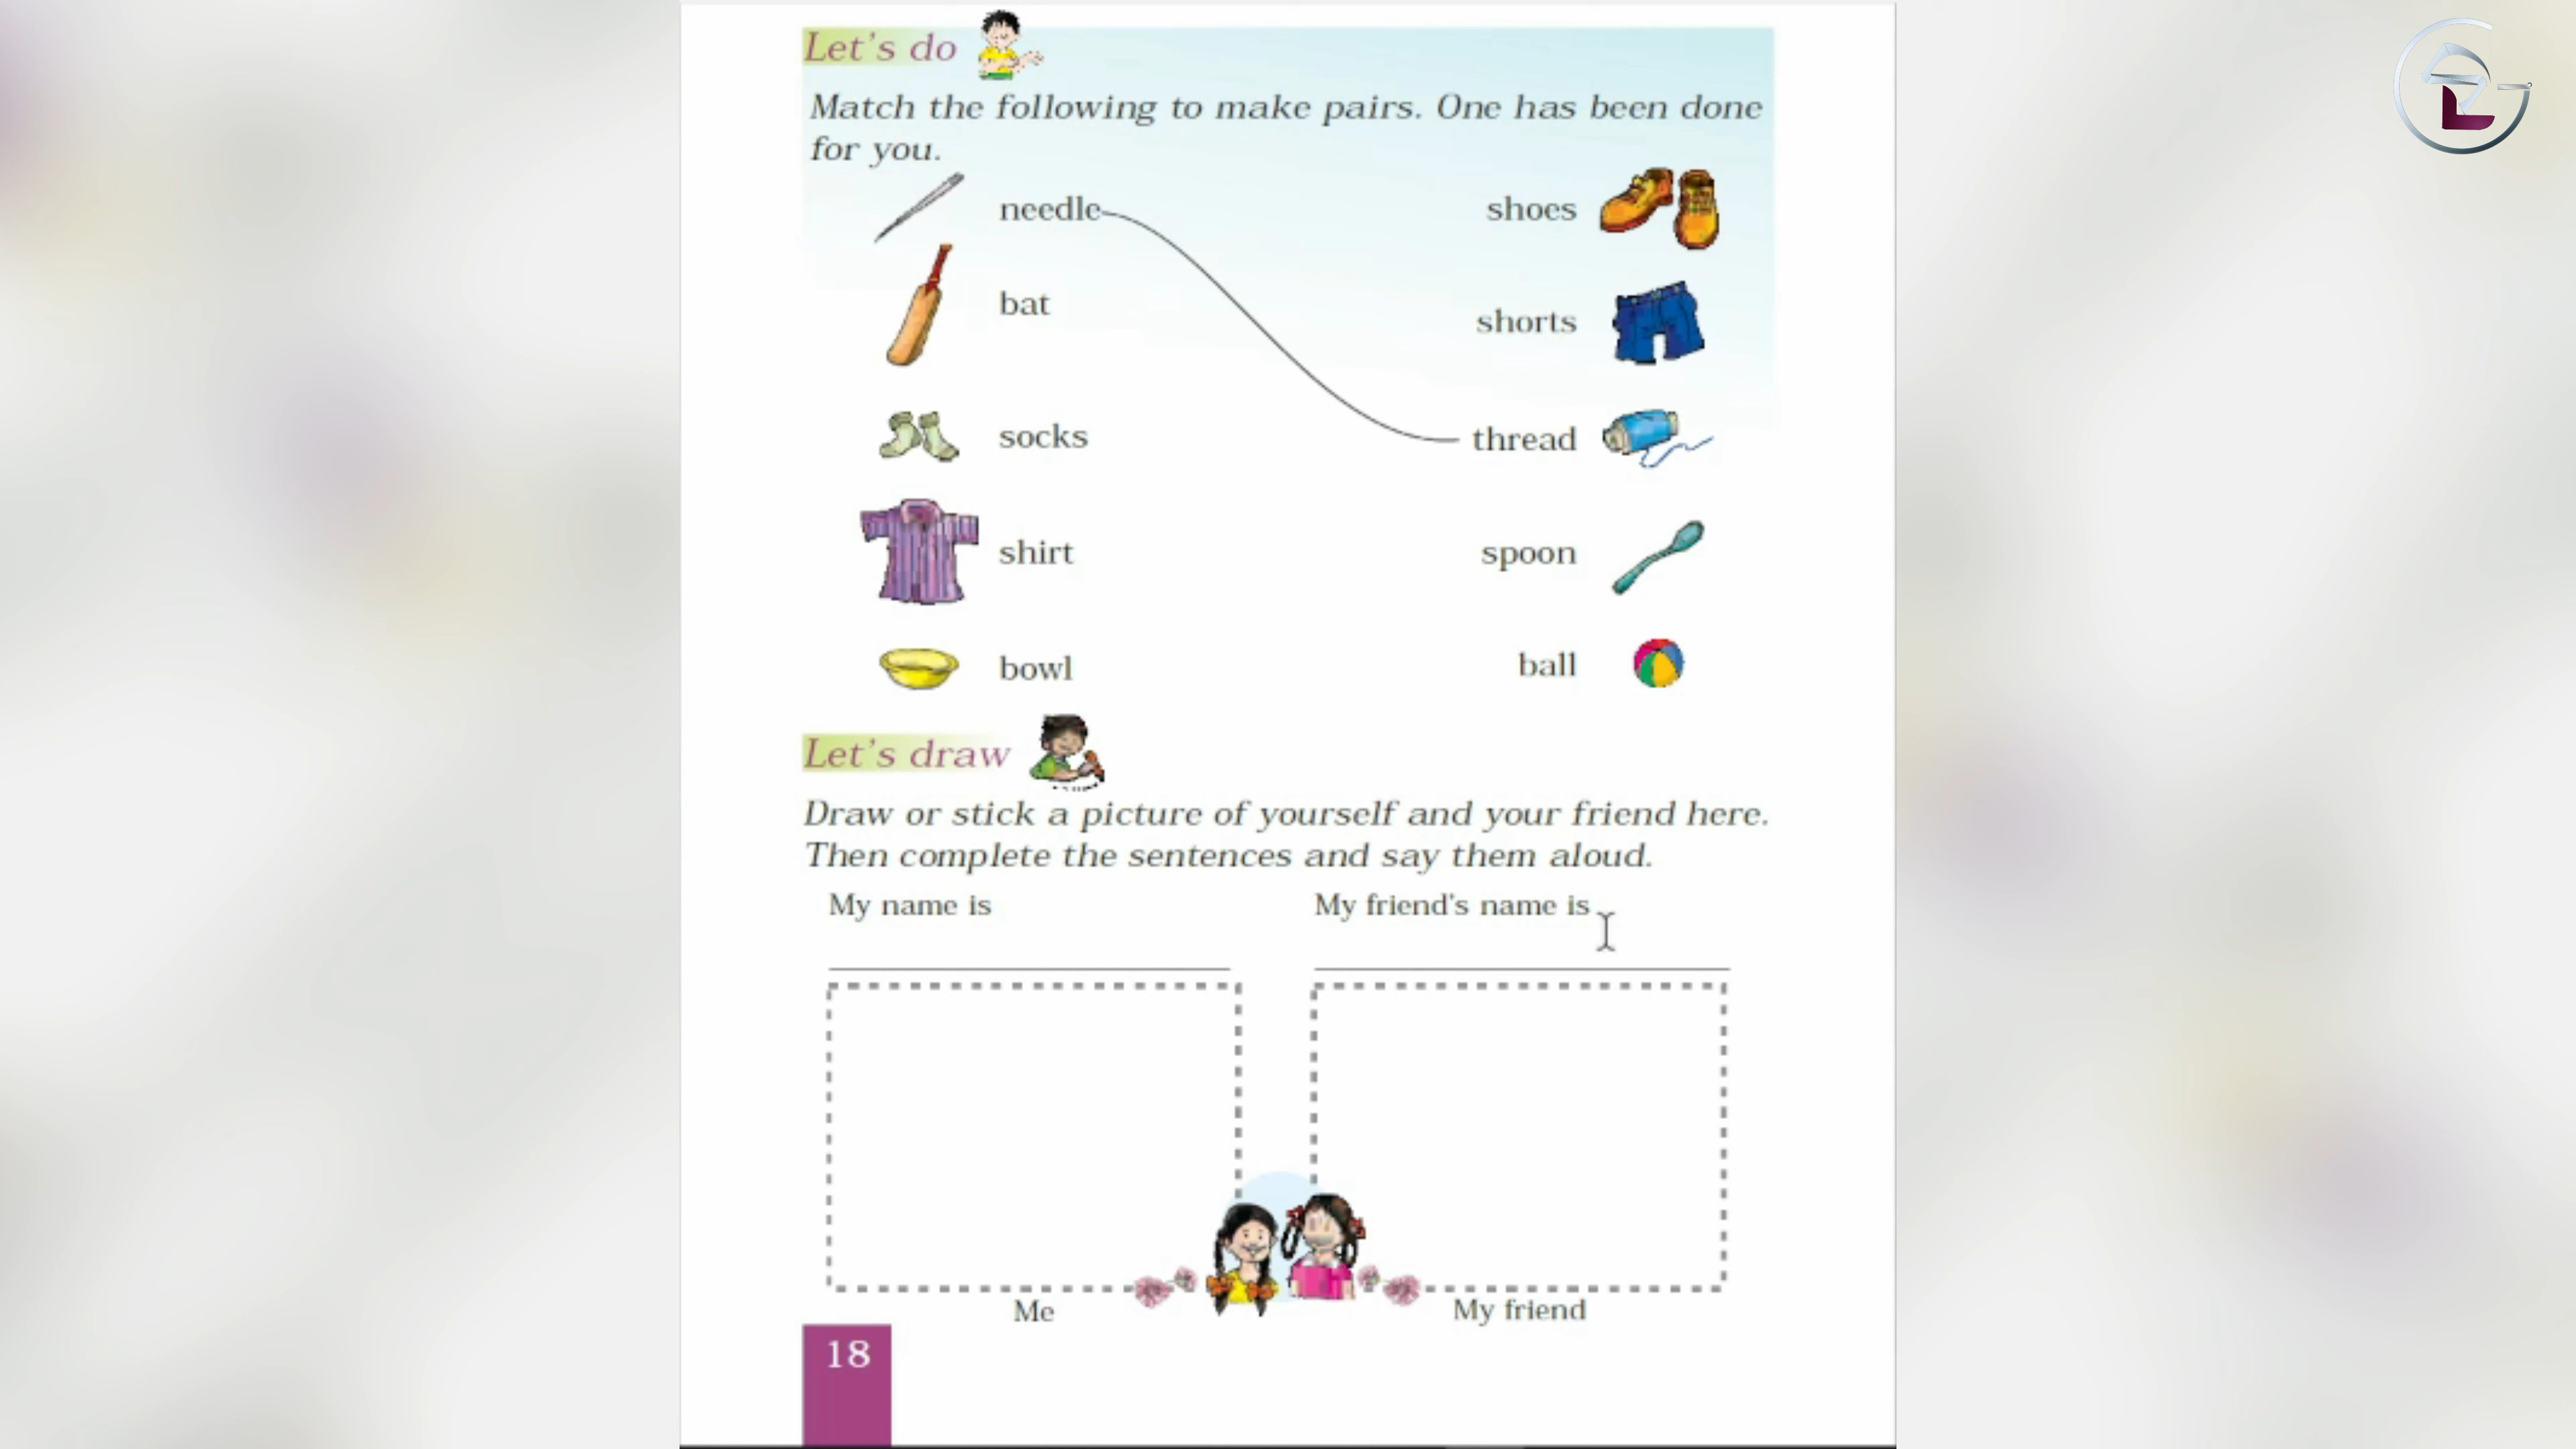 Let's do
Match the following to make pairs. One has been done
for you.
needle
shoes
bat
shorts
socks
thread
shirt
spoon
bowl
ball
Let's draw
Draw or stick a picture of yourself and your friend here.
Then complete the sentences and say them aloud.
My name is
My friend's name is
Me
My friend
18